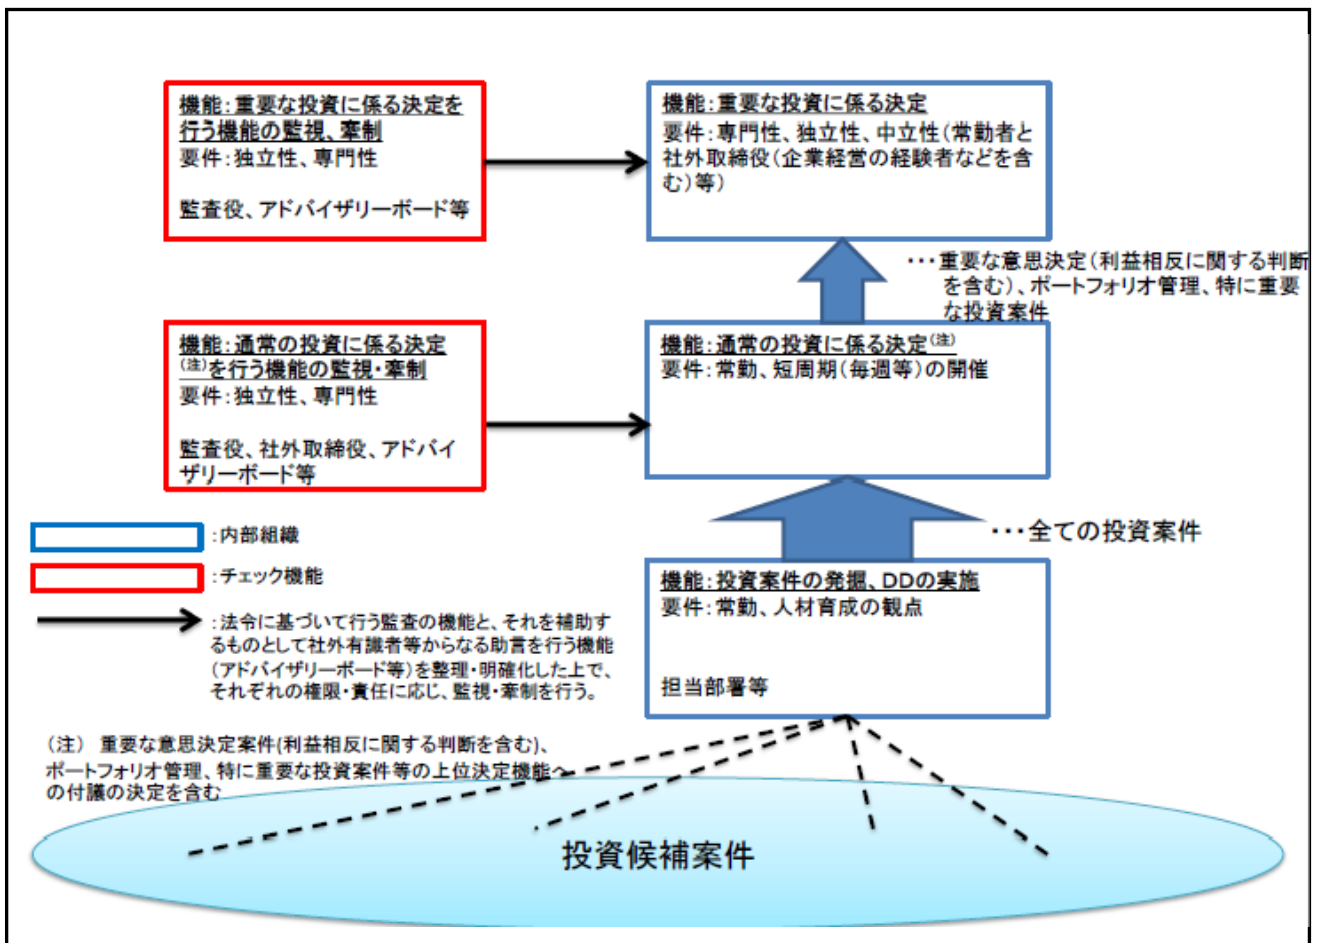 機能：重要な投資に係る決定を
行う機能の監視、牽制
要件：独立性、専門性
監査役、アドバイザリーボード等
機能：重要な投資に係る決定
要件：専門性、独立性、中立性（常勤者と
社外取締役（企業経営の経験者などを含
む）等）
・・・重要な意思決定（利益相反に関する判断
を含む）、ポートフォリオ管理、特に重要
な投資案件
機能：通常の投資に係る決定
（注）を行う機能の監視・牽制
要件：独立性、専門性
監査役、社外取締役、アドバイ
ザリーボード等
機能：通常の投資に係る決定（注）
要件：常勤、短周期（毎週等）の開催
・・・全ての投資案件
機能：投資案件の発掘、DDの実施
要件：常勤、人材育成の観点
担当部署等
：内部組織
：チェック機能
：法令に基づいて行う監査の機能と、それを補助す
るものとして社外有識者等からなる助言を行う機能
（アドバイザリーボード等）を整理・明確化した上で、
それぞれの権限・責任に応じ、監視・牽制を行う。
（注） 重要な意思決定案件(利益相反に関する判断を含む)、
ポートフォリオ管理、特に重要な投資案件等の上位決定機能へ
の付議の決定を含む
投資候補案件